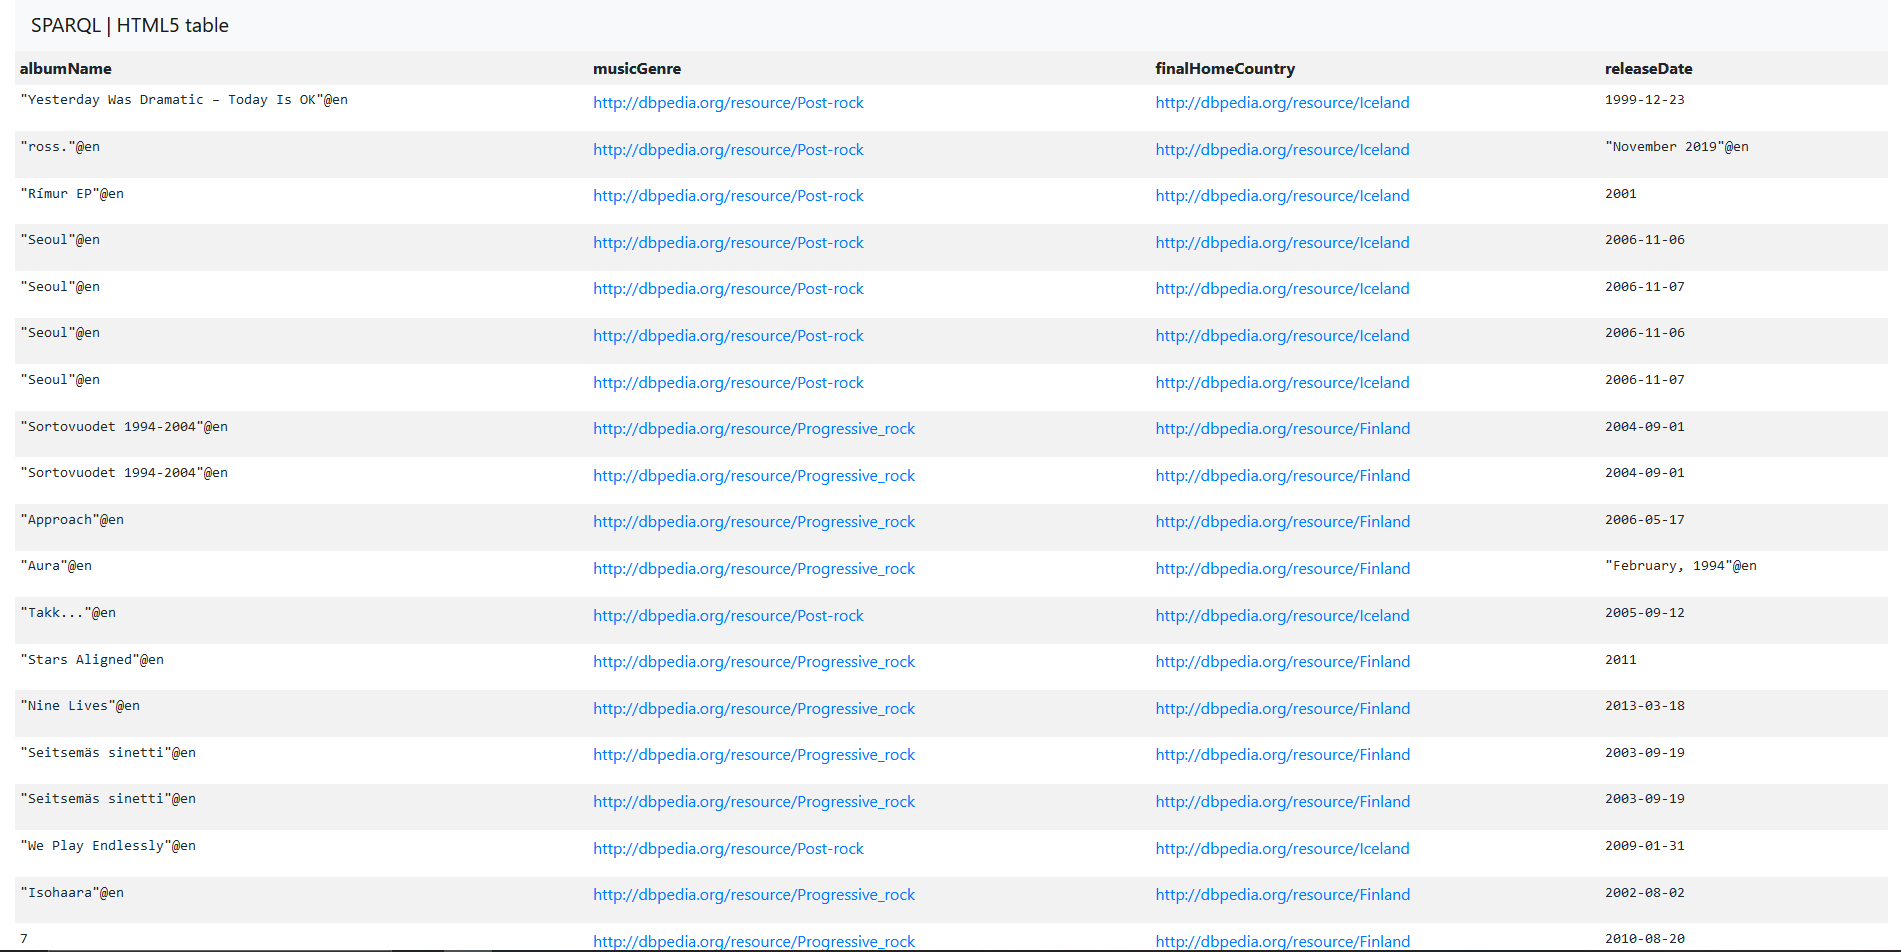 SPARQL | HTML5 table
albumName musicGenre finalHomeCountry releaseDate
"Yesterday Was Dramatic – Today Is OK"@en http://dbpedia.org/resource/Post-rock http://dbpedia.org/resource/Iceland 1999-12-23
"ross."@en http://dbpedia.org/resource/Post-rock http://dbpedia.org/resource/Iceland "November 2019"@en
"Rímur EP"@en http://dbpedia.org/resource/Post-rock http://dbpedia.org/resource/Iceland 2001
"Seoul"@en http://dbpedia.org/resource/Post-rock http://dbpedia.org/resource/Iceland 2006-11-06
"Seoul"@en http://dbpedia.org/resource/Post-rock http://dbpedia.org/resource/Iceland 2006-11-07
"Seoul"@en http://dbpedia.org/resource/Post-rock http://dbpedia.org/resource/Iceland 2006-11-06
"Seoul"@en http://dbpedia.org/resource/Post-rock http://dbpedia.org/resource/Iceland 2006-11-07
"Sortovuodet 1994-2004"@en http://dbpedia.org/resource/Progressive_rock http://dbpedia.org/resource/Finland 2004-09-01
"Sortovuodet 1994-2004"@en http://dbpedia.org/resource/Progressive_rock http://dbpedia.org/resource/Finland 2004-09-01
"Approach"@en http://dbpedia.org/resource/Progressive_rock http://dbpedia.org/resource/Finland 2006-05-17
"Aura"@en http://dbpedia.org/resource/Progressive_rock http://dbpedia.org/resource/Finland "February, 1994"@en
"Takk..."@en http://dbpedia.org/resource/Post-rock http://dbpedia.org/resource/Iceland 2005-09-12
"Stars Aligned"@en http://dbpedia.org/resource/Progressive_rock http://dbpedia.org/resource/Finland 2011
"Nine Lives"@en http://dbpedia.org/resource/Progressive_rock http://dbpedia.org/resource/Finland 2013-03-18
"Seitsemäs sinetti"@en http://dbpedia.org/resource/Progressive_rock http://dbpedia.org/resource/Finland 2003-09-19
"Seitsemäs sinetti"@en http://dbpedia.org/resource/Progressive_rock http://dbpedia.org/resource/Finland 2003-09-19
"We Play Endlessly"@en http://dbpedia.org/resource/Post-rock http://dbpedia.org/resource/Iceland 2009-01-31
"Isohaara"@en http://dbpedia.org/resource/Progressive_rock http://dbpedia.org/resource/Finland 2002-08-02
7 http://dbpedia.org/resource/Progressive_rock http://dbpedia.org/resource/Finland 2010-08-20